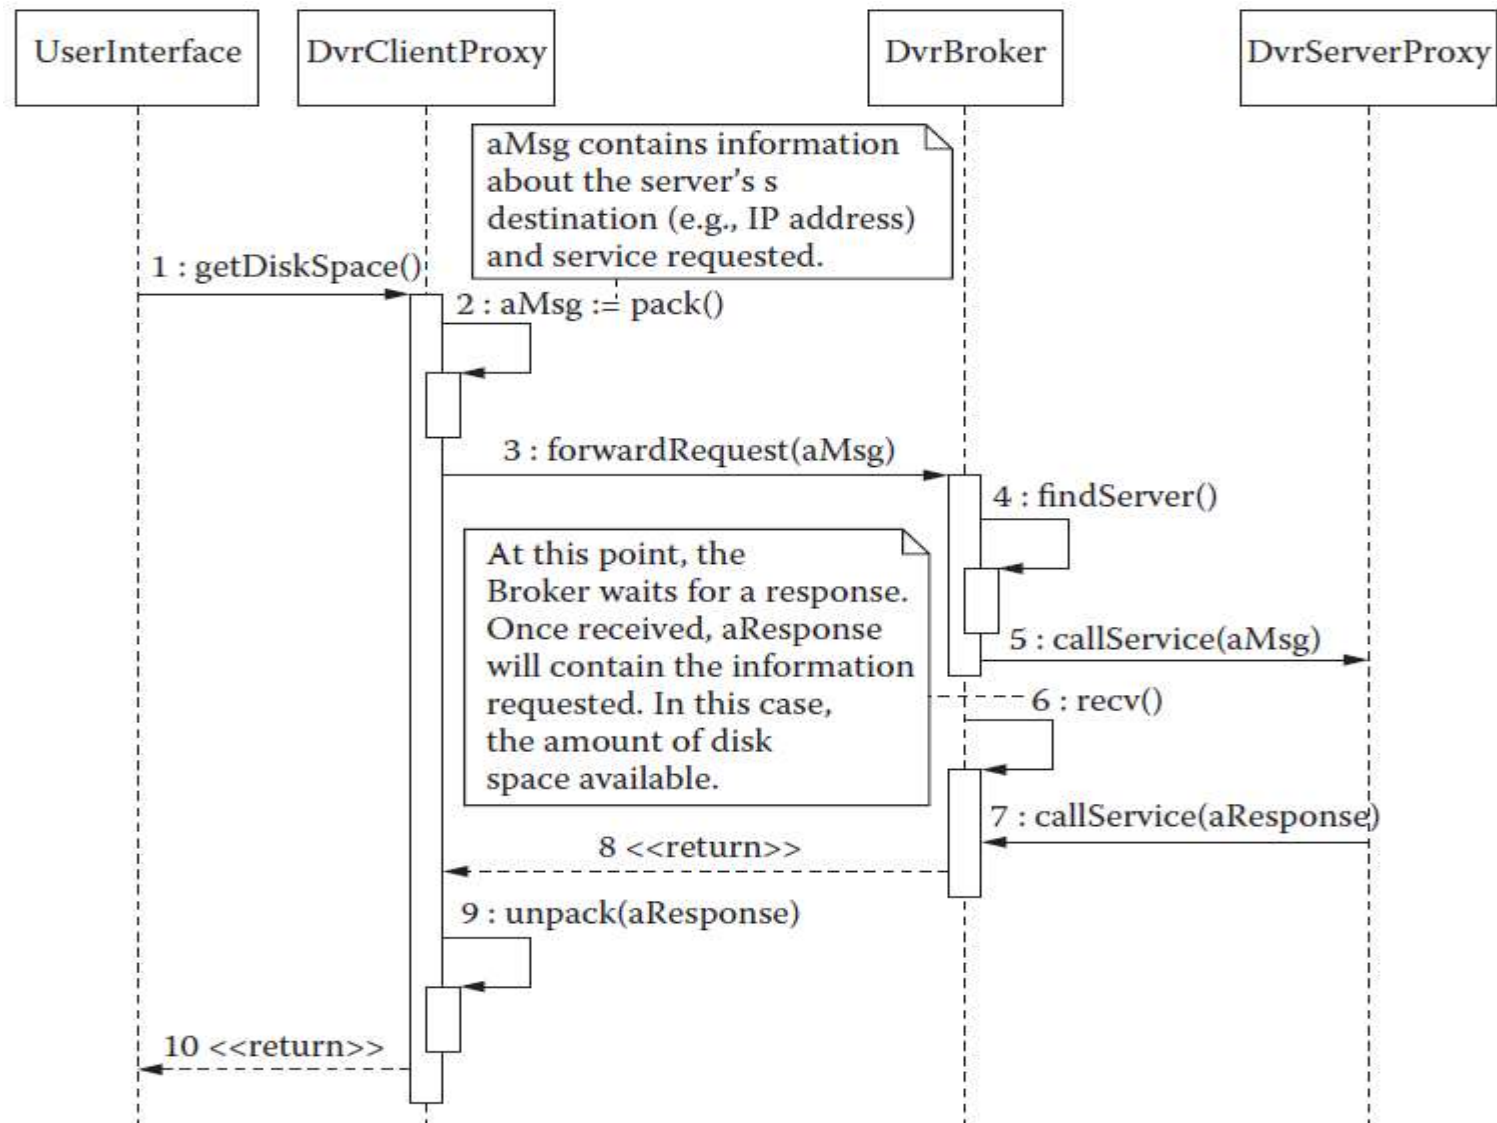 UserInterface
DvrClientProxy
DvrBroker
DvrServerProxy
aMsg contains information
about the server's s
destination (e.g., IP address)
and service requested.
1 : getDiskSpace()
2 : aMsg := pack()
3 : forwardRequest(aMsg)
4 : findServer()
At this point, the
Broker waits for a response.
Once received, aResponse
will contain the information
requested. In this case,
the amount of disk
space available.
5 : callService(aMsg)
6 : recv()
7 : callService(aResponse)
8 <<return>>
9 : unpack(aResponse)
10 <<return>>